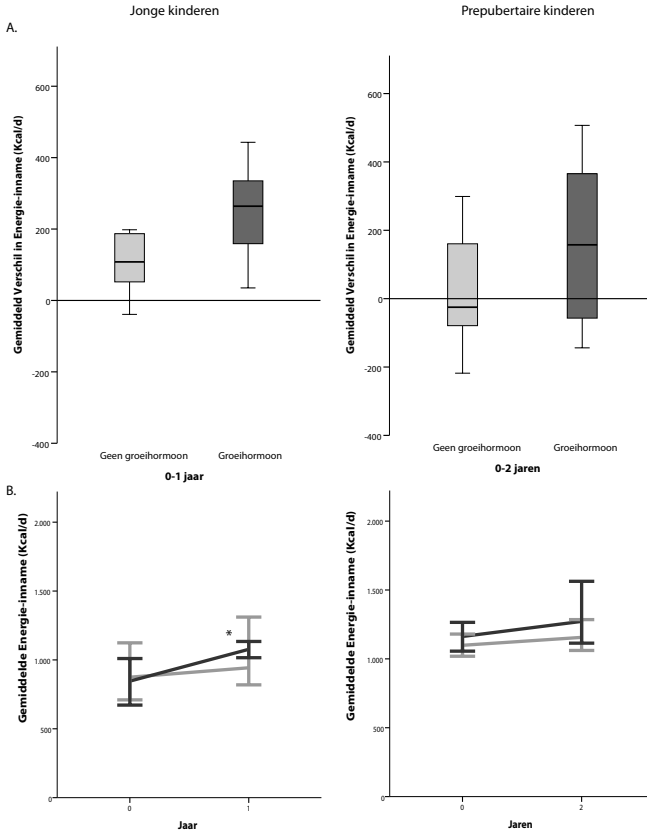 Jonge kinderen
Prepubertaire kinderen
A.
Gemiddeld Verschil in Energie-inname (Kcal/d)
600
400
200
0
-200
-400
Geen groeihormoon
Groeihormoon
0-1 jaar
Gemiddeld Verschil in Energie-inname (Kcal/d)
600
400
200
0
-200
-400
Geen groeihormoon
Groeihormoon
0-2 jaren
B.
Gemiddelde Energie-inname (Kcal/d)
2.000
1.500
1.000
500
0
*
0
1
Jaar
Gemiddelde Energie-inname (Kcal/d)
2.000
1.500
1.000
500
0
0
2
Jaren